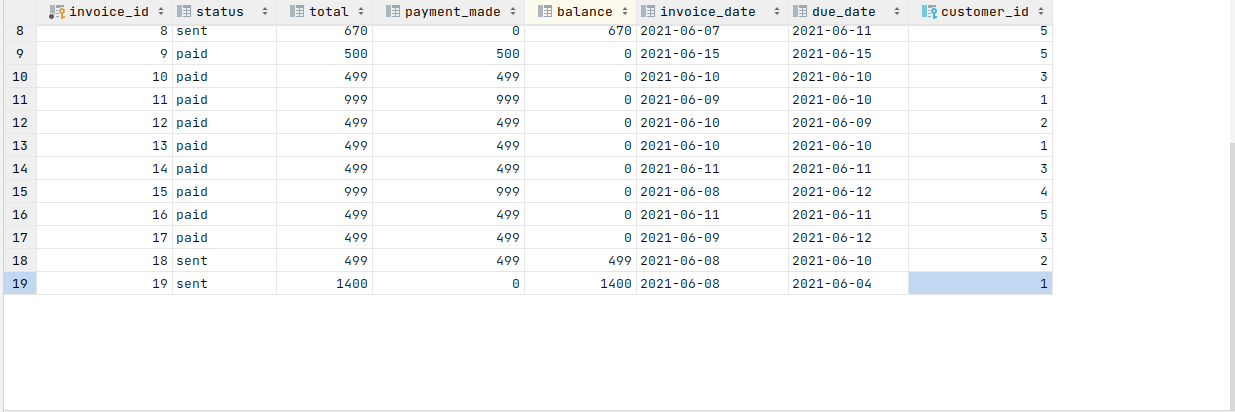 invoice_id status total payment_made balance invoice_date due_date customer_id
8 8 sent 670 0 670 2021-06-07 2021-06-11 5
9 9 paid 500 500 0 2021-06-15 2021-06-15 5
10 10 paid 499 499 0 2021-06-10 2021-06-10 3
11 11 paid 999 999 0 2021-06-09 2021-06-10 1
12 12 paid 499 499 0 2021-06-10 2021-06-09 2
13 13 paid 499 499 0 2021-06-10 2021-06-10 1
14 14 paid 499 499 0 2021-06-11 2021-06-11 3
15 15 paid 999 999 0 2021-06-08 2021-06-12 4
16 16 paid 499 499 0 2021-06-11 2021-06-11 5
17 17 paid 499 499 0 2021-06-09 2021-06-12 3
18 18 sent 499 499 499 2021-06-08 2021-06-10 2
19 19 sent 1400 0 1400 2021-06-08 2021-06-04 1